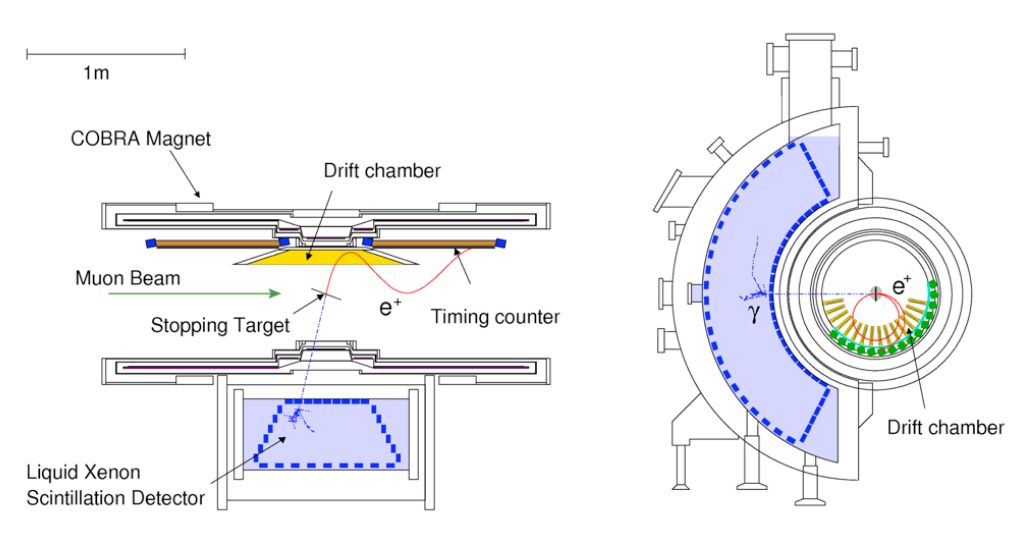 1m
COBRA Magnet
Drift chamber
Muon Beam
Stopping Target
e+
Timing counter
Liquid Xenon
Scintillation Detector
γ
e+
Drift chamber